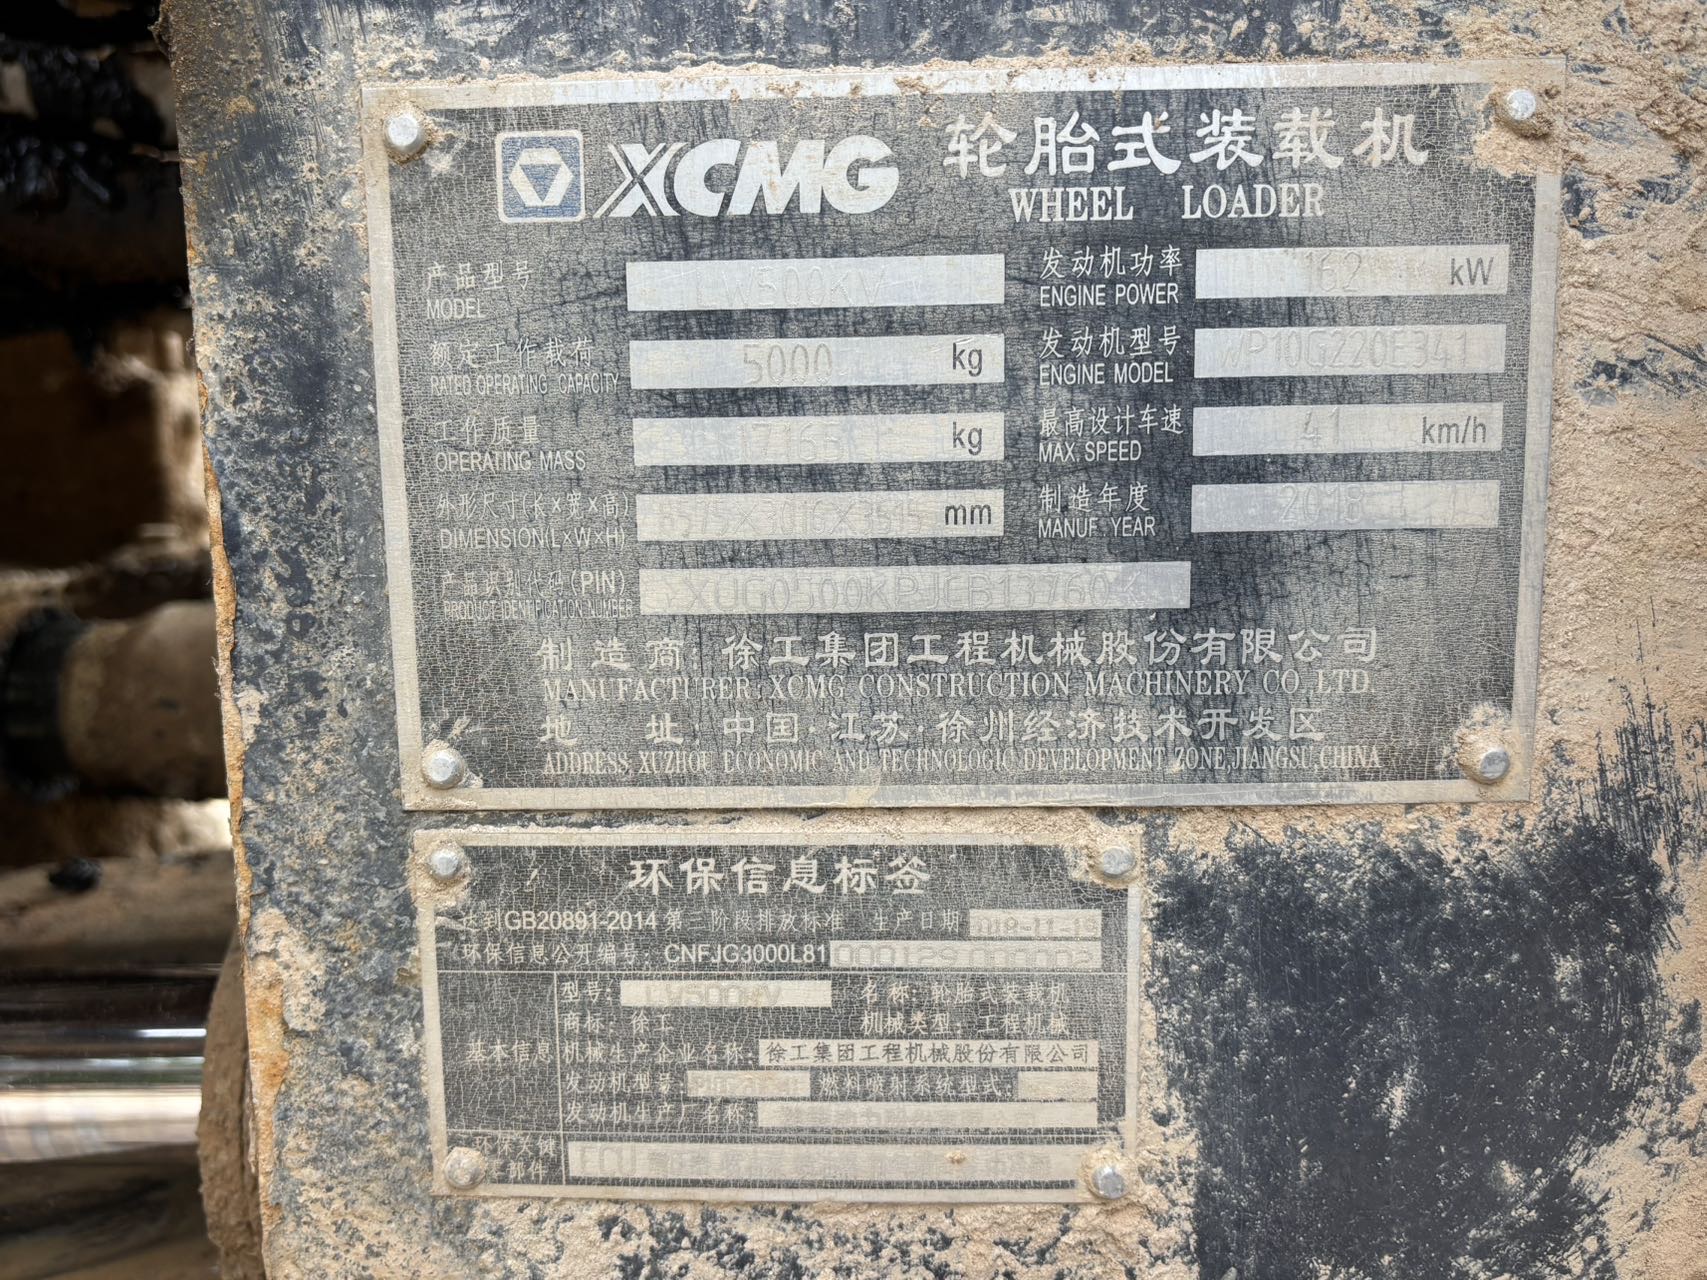 XCMG 轮胎式装载机
WHEEL LOADER
产品型号 LW500KV 发动机功率 162 kW
MODEL ENGINE POWER
额定工作载荷 5000 kg 发动机型号 WP10G220E341
RATED OPERATING CAPACITY ENGINE MODEL
工作质量 17165 kg 最高设计车速 41 km/h
OPERATING MASS MAX. SPEED
外形尺寸(长×宽×高) mm 制造年度 2018
DIMENSION(L×W×H) MANUF. YEAR
产品识别代码(PIN)
PRODUCT IDENTIFICATION NUMBER
制造商:徐工集团工程机械股份有限公司
MANUFACTURER:XCMG CONSTRUCTION MACHINERY CO.,LTD.
地 址:中国·江苏·徐州经济技术开发区
ADDRESS:XUZHOU ECONOMIC AND TECHNOLOGIC DEVELOPMENT ZONE,JIANGSU,CHINA
环保信息标签
达到GB20891-2014第三阶段排放标准 生产日期
环保信息公开编号:CNFJG3000L81 000129 000002
型号: LW500KV 名称:轮胎式装载机
商标:徐工 机械类型:工程机械
基本信息 机械生产企业名称:徐工集团工程机械股份有限公司
发动机型号: 燃料喷射系统型式:
发动机生产厂名称:
环保关键
零部件 ECU